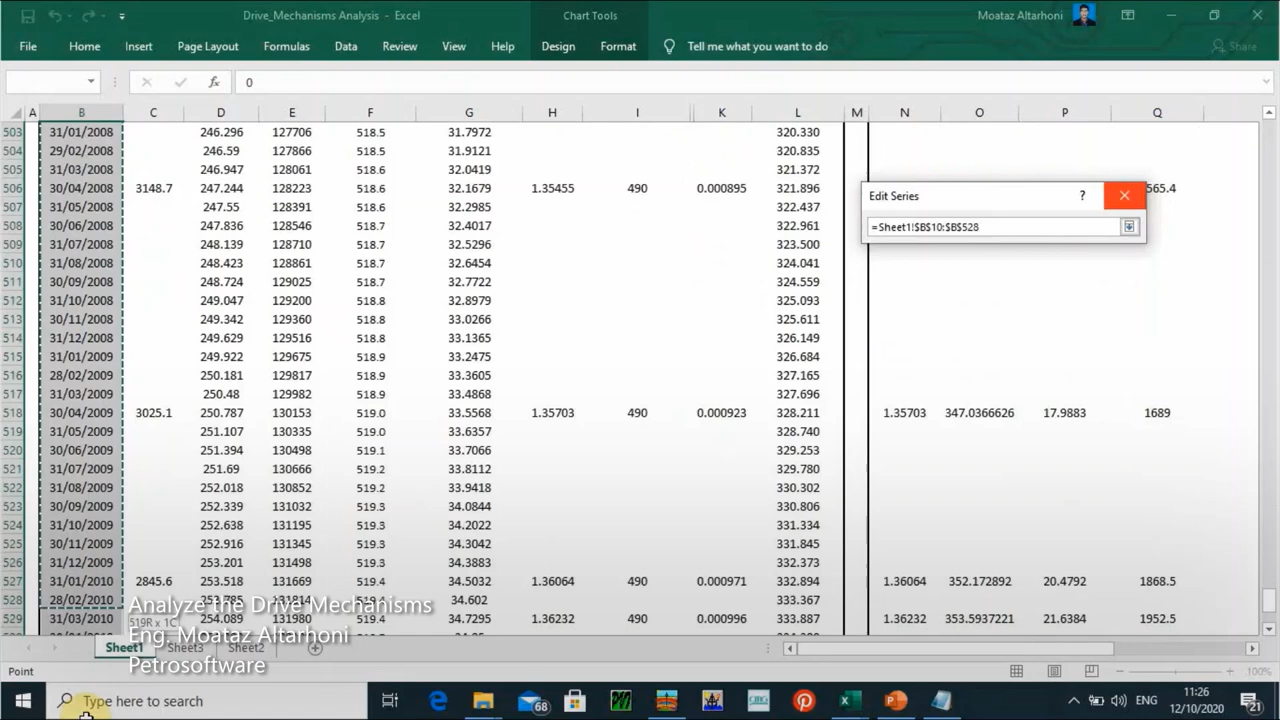 Drive_Mechanisms Analysis - Excel Chart Tools Moataz Altarhoni
File Home Insert Page Layout Formulas Data Review View Help Design Format Tell me what you want to do Share
fx 0
A B C D E F G H I K L M N O P Q
503 31/01/2008 246.296 127706 518.5 31.7972 320.330
504 29/02/2008 246.59 127866 518.5 31.9121 320.835
505 31/03/2008 246.947 128061 518.6 32.0419 321.372
506 30/04/2008 3148.7 247.244 128223 518.6 32.1679 1.35455 490 0.000895 321.896 565.4
507 31/05/2008 247.55 128391 518.6 32.2985 322.437
508 30/06/2008 247.836 128546 518.7 32.4017 322.961
509 31/07/2008 248.139 128710 518.7 32.5296 323.500
510 31/08/2008 248.423 128861 518.7 32.6454 324.041
511 30/09/2008 248.724 129025 518.7 32.7722 324.559
512 31/10/2008 249.047 129200 518.8 32.8979 325.093
513 30/11/2008 249.342 129360 518.8 33.0266 325.611
514 31/12/2008 249.629 129516 518.8 33.1365 326.149
515 31/01/2009 249.922 129675 518.9 33.2475 326.684
516 28/02/2009 250.181 129817 518.9 33.3605 327.165
517 31/03/2009 250.48 129982 518.9 33.4868 327.696
518 30/04/2009 3025.1 250.787 130153 519.0 33.5568 1.35703 490 0.000923 328.211 1.35703 347.0366626 17.9883 1689
519 31/05/2009 251.107 130335 519.0 33.6357 328.740
520 30/06/2009 251.394 130498 519.1 33.7066 329.253
521 31/07/2009 251.69 130666 519.2 33.8112 329.780
522 31/08/2009 252.018 130852 519.2 33.9418 330.302
523 30/09/2009 252.339 131032 519.3 34.0844 330.806
524 31/10/2009 252.638 131195 519.3 34.2022 331.334
525 30/11/2009 252.916 131345 519.3 34.3042 331.845
526 31/12/2009 253.201 131498 519.3 34.3883 332.373
527 31/01/2010 2845.6 253.518 131669 519.4 34.5032 1.36064 490 0.000971 332.894 1.36064 352.172892 20.4792 1868.5
528 28/02/2010 253.785 131814 519.4 34.602 333.367
529 31/03/2010 254.089 131980 519.4 34.7295 1.36232 490 0.000996 333.887 1.36232 353.5937201 21.6384 1952.5
Edit Series ?
=Sheet1!$B$10:$B$528
519R x 1C
Analyze the Drive Mechanisms
Eng. Moataz Altarhoni
Petrosoftware
Sheet1 Sheet3 Sheet2
Point 100%
Type here to search 68 ENG 11:26
12/10/2020 21